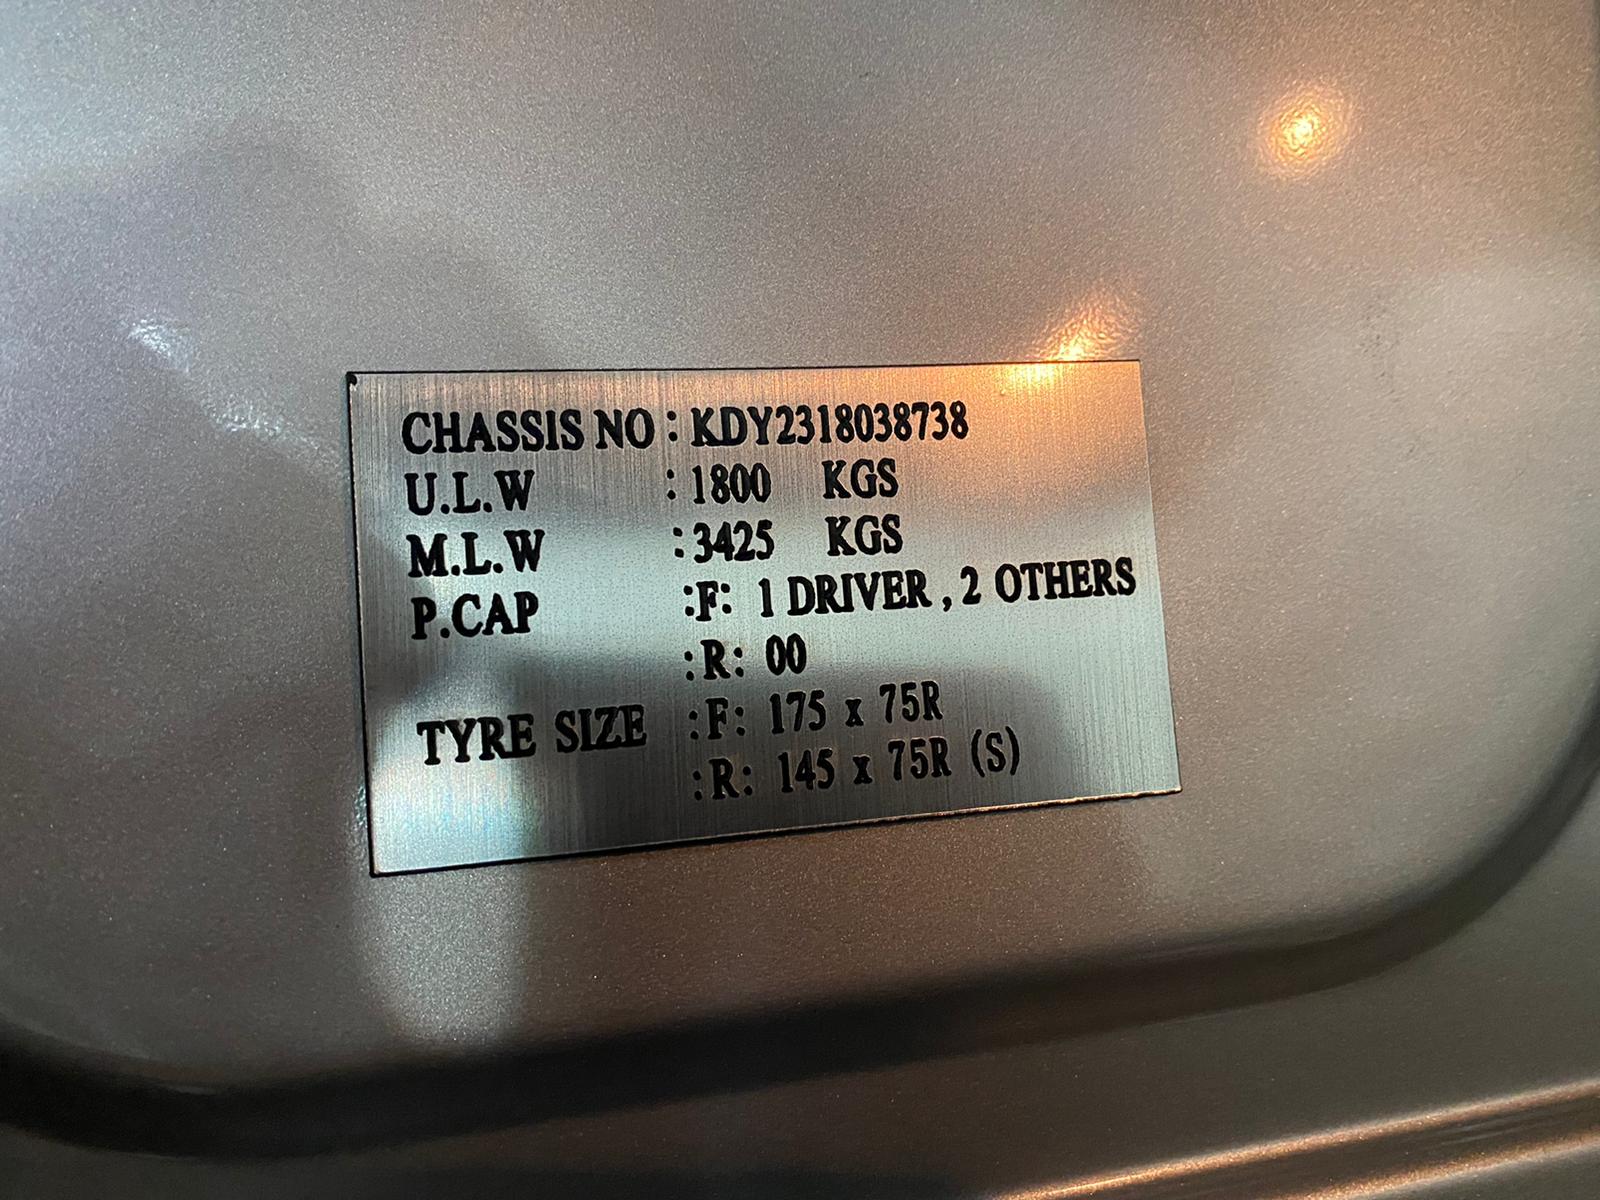 CHASSIS NO : KDY2318038738
U.L.W : 1800 KGS
M.L.W : 3425 KGS
P.CAP :F: 1 DRIVER , 2 OTHERS
:R: 00
TYRE SIZE :F: 175 x 75R
:R: 145 x 75R (S)